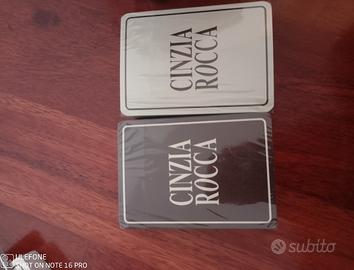 CINZIA
ROCCA
CINZIA
ROCCA
subito
ULEFONE
SHOT ON NOTE 16 PRO